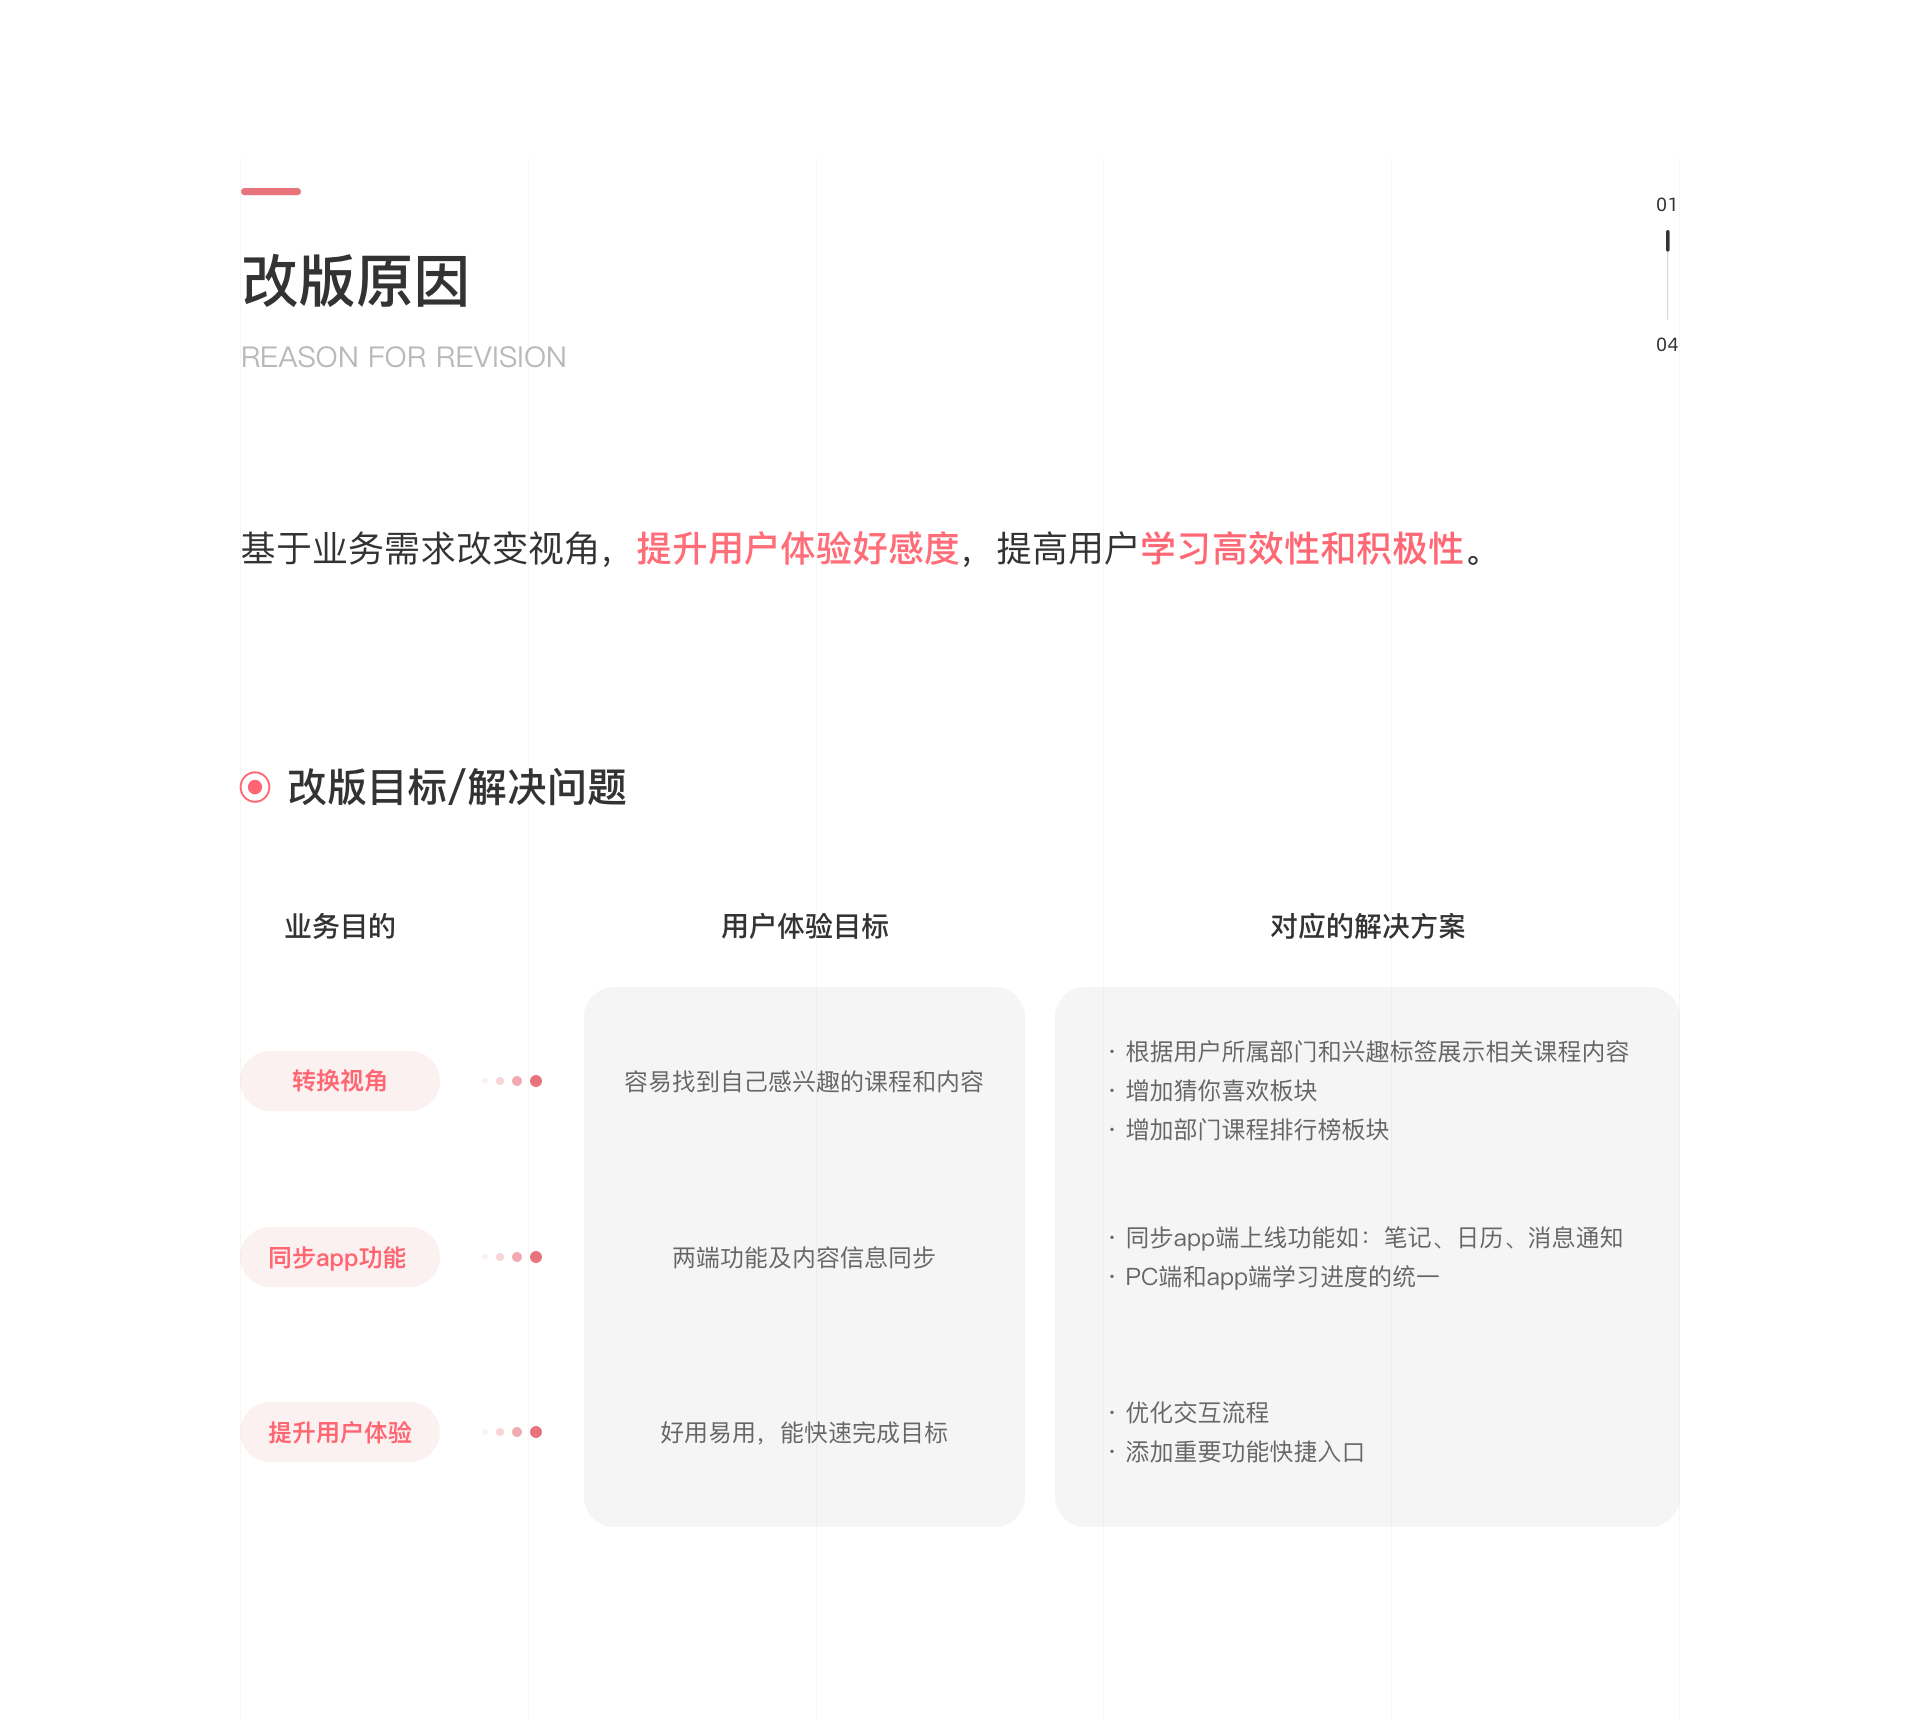 01
改版原因
04
REASON FOR REVISION
基于业务需求改变视角，提升用户体验好感度，提高用户学习高效性和积极性。
改版目标/解决问题
业务目的
用户体验目标
对应的解决方案
转换视角
容易找到自己感兴趣的课程和内容
· 根据用户所属部门和兴趣标签展示相关课程内容
· 增加猜你喜欢板块
· 增加部门课程排行榜板块
同步app功能
两端功能及内容信息同步
· 同步app端上线功能如：笔记、日历、消息通知
· PC端和app端学习进度的统一
提升用户体验
好用易用，能快速完成目标
· 优化交互流程
· 添加重要功能快捷入口